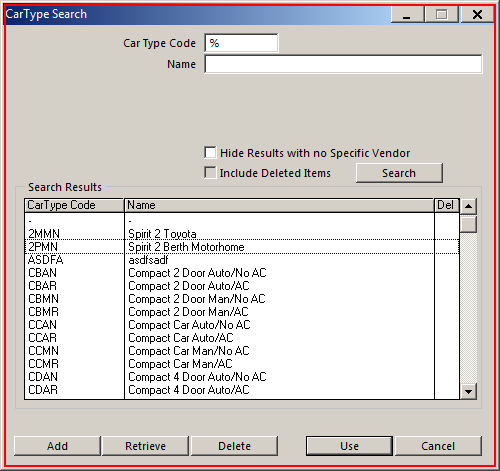 CarType Search
Car Type Code %
Name
Hide Results with no Specific Vendor
Include Deleted Items Search
Search Results
CarType Code Name Del
- -
2MMN Spirit 2 Toyota
2PMN Spirit 2 Berth Motorhome
ASDFA asdfsadf
CBAN Compact 2 Door Auto/No AC
CBAR Compact 2 Door Auto/AC
CBMN Compact 2 Door Man/No AC
CBMR Compact 2 Door Man/AC
CCAN Compact Car Auto/No AC
CCAR Compact Car Auto/AC
CCMN Compact Car Man/No AC
CCMR Compact Car Man/AC
CDAN Compact 4 Door Auto/No AC
CDAR Compact 4 Door Auto/AC
Add Retrieve Delete Use Cancel